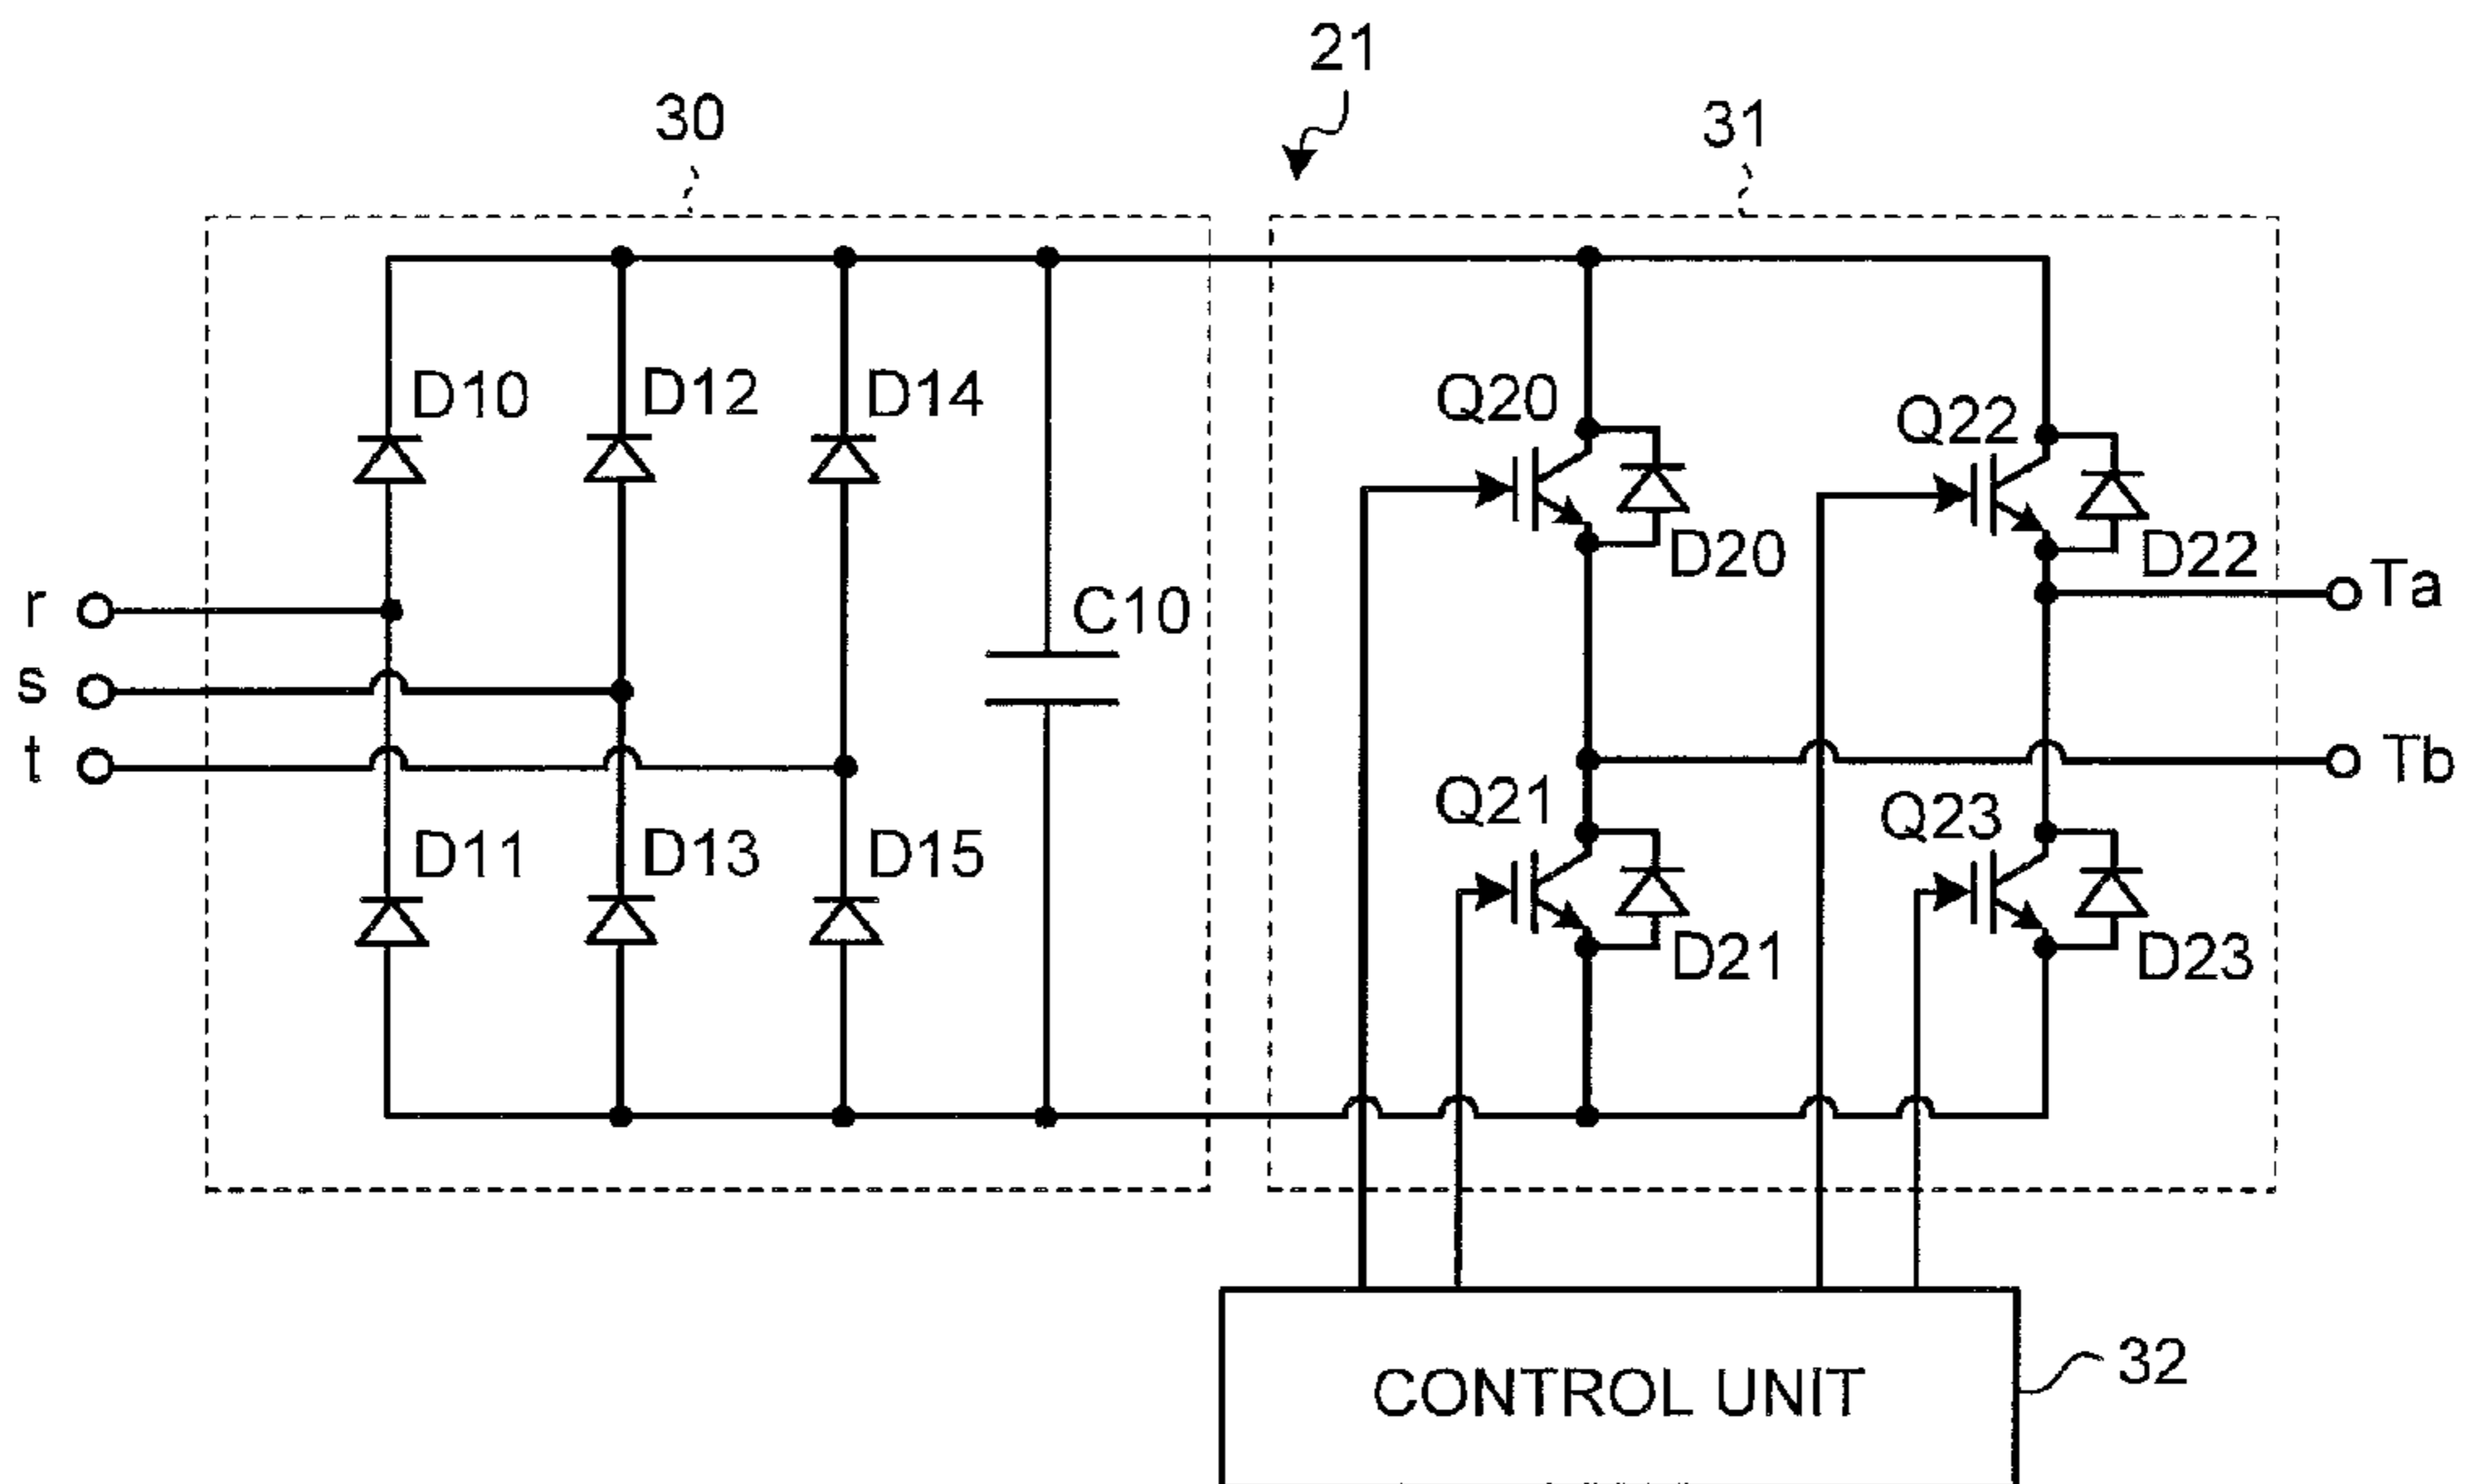 21
30
31
D10
D12
D14
Q20
Q22
D20
D22
r
s
t
C10
Ta
Tb
D11
D13
D15
Q21
Q23
D21
D23
CONTROL UNIT
32